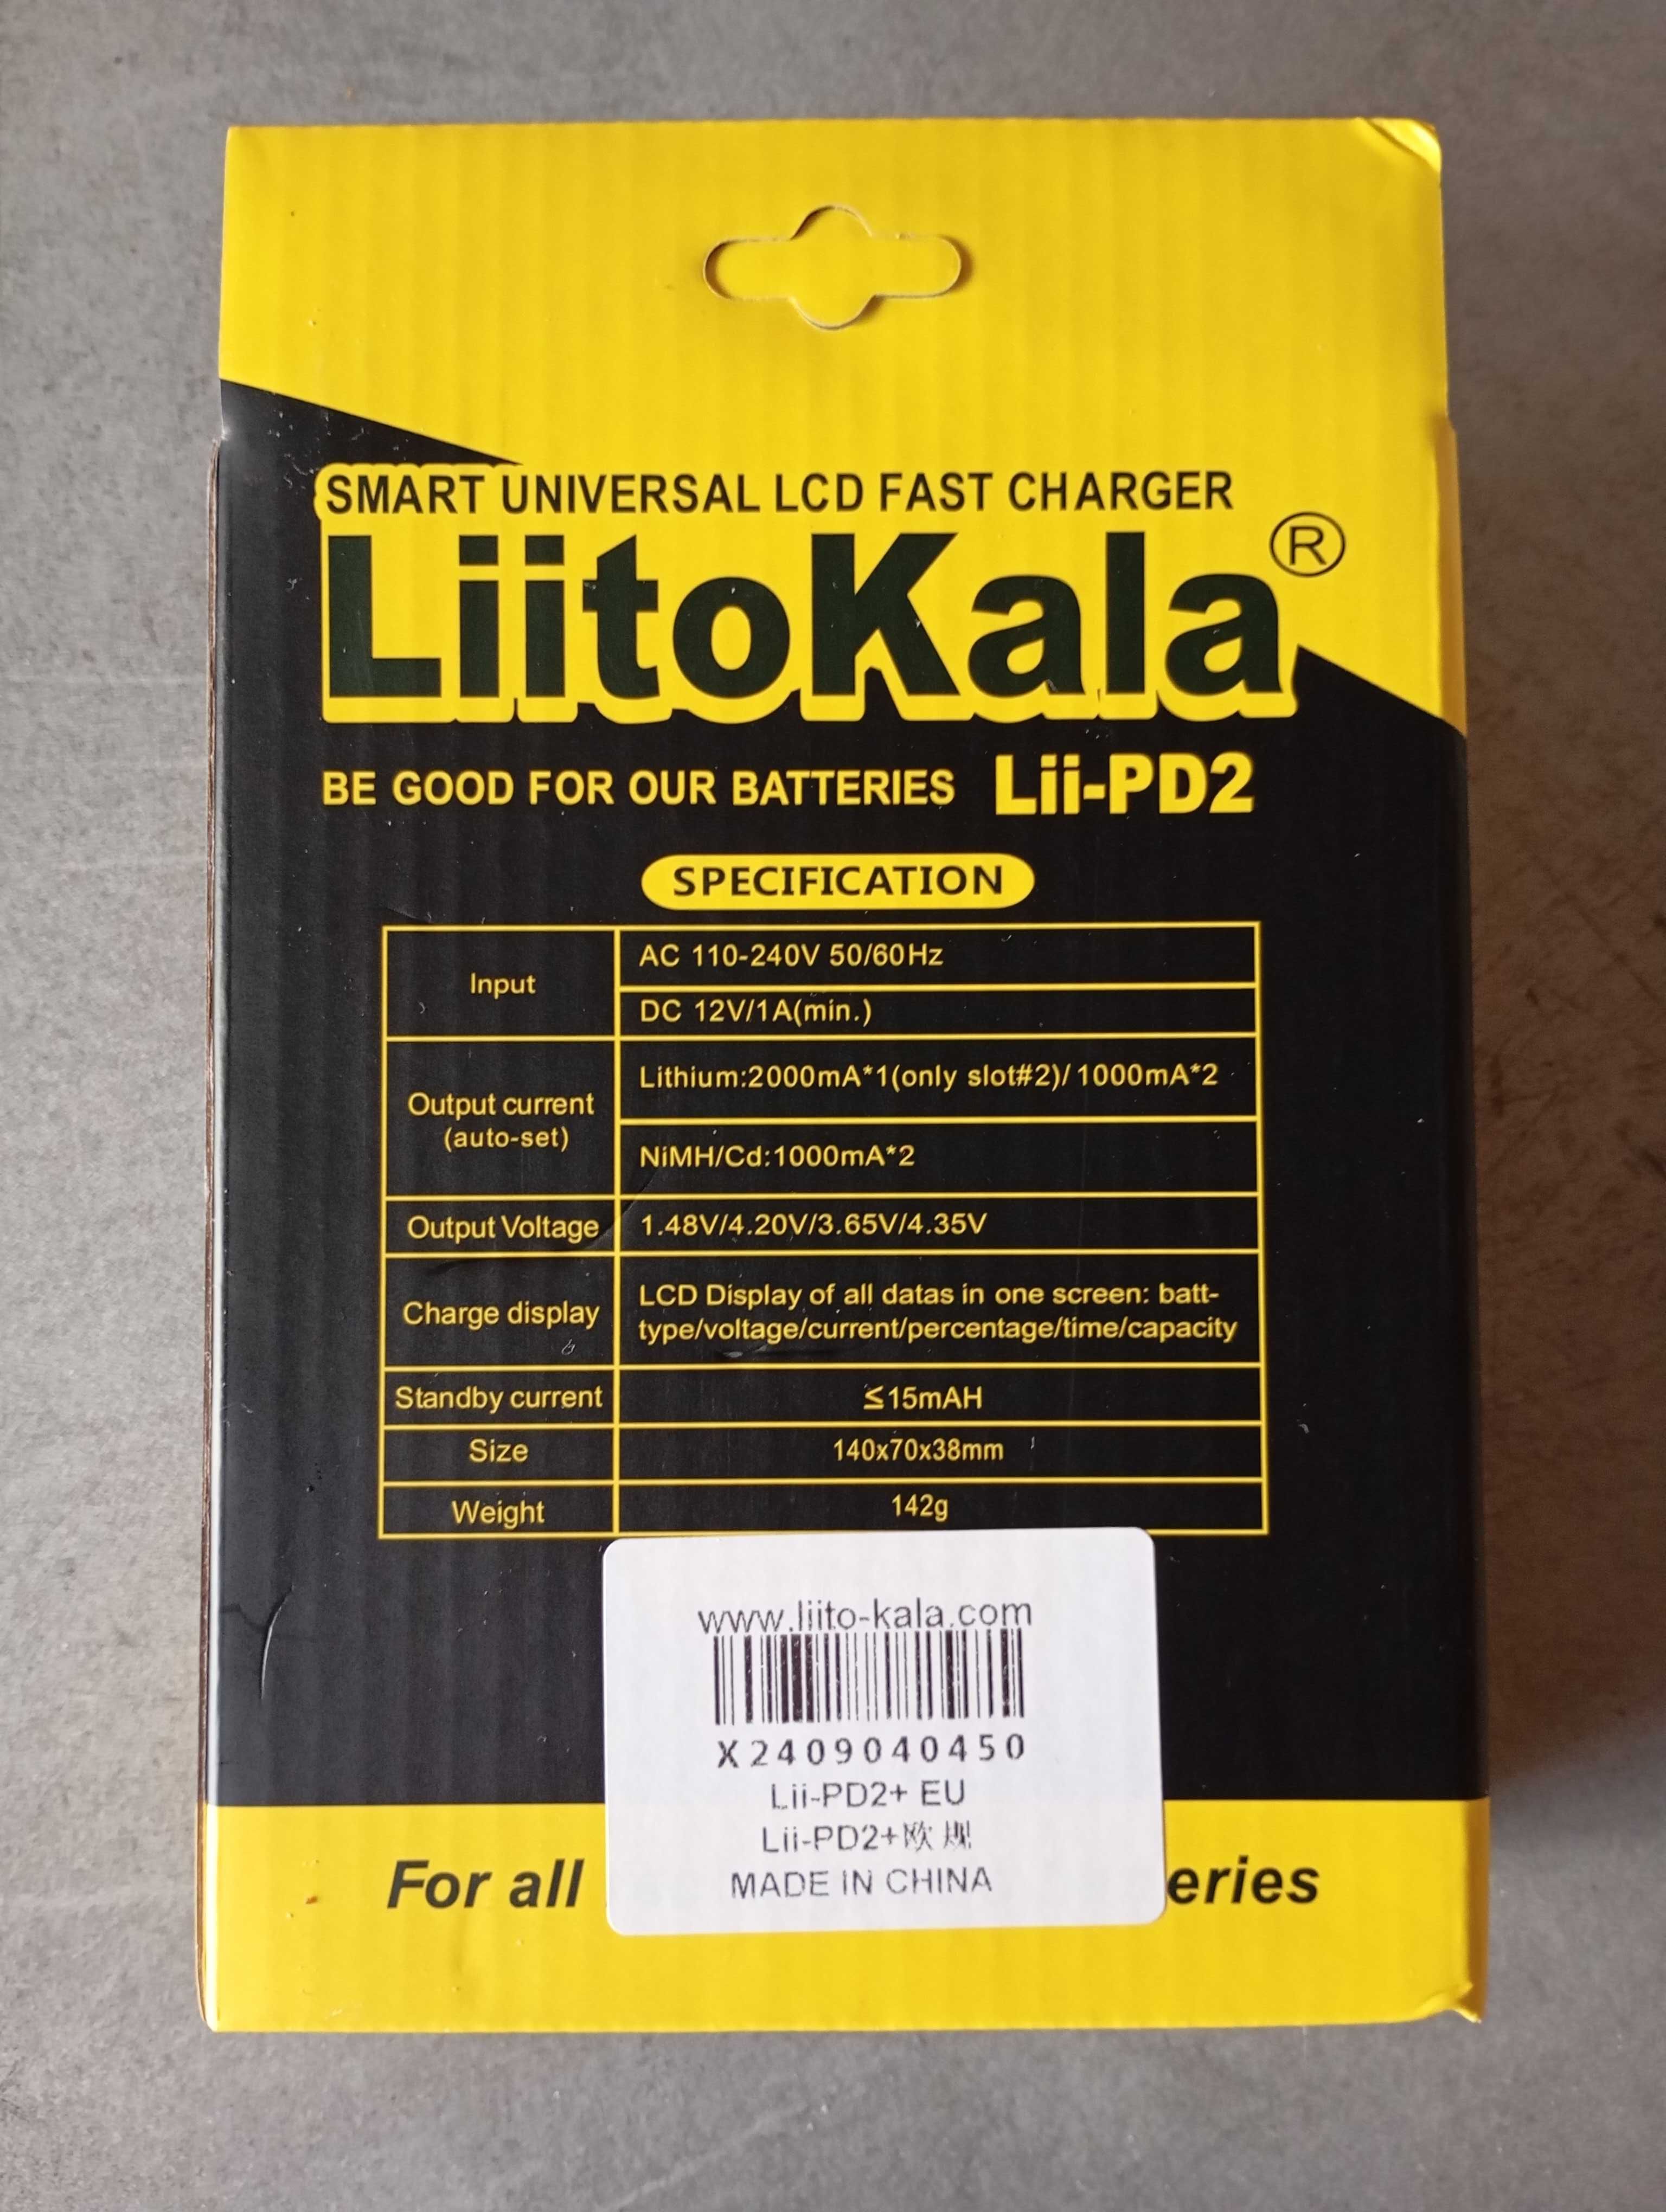 SMART UNIVERSAL LCD FAST CHARGER
LiitoKala®
BE GOOD FOR OUR BATTERIES Lii-PD2
SPECIFICATION
Input
AC 110-240V 50/60Hz
DC 12V/1A(min.)
Output current
(auto-set)
Lithium:2000mA*1(only slot#2)/1000mA*2
NiMH/Cd:1000mA*2
Output Voltage
1.48V/4.20V/3.65V/4.35V
Charge display
LCD Display of all datas in one screen: batt-
type/voltage/current/percentage/time/capacity
Standby current
≤15mAH
Size
140x70x38mm
Weight
142g
www.liito-kala.com
X2409040450
Lii-PD2+ EU
Lii-PD2+欧规
MADE IN CHINA
For all eries